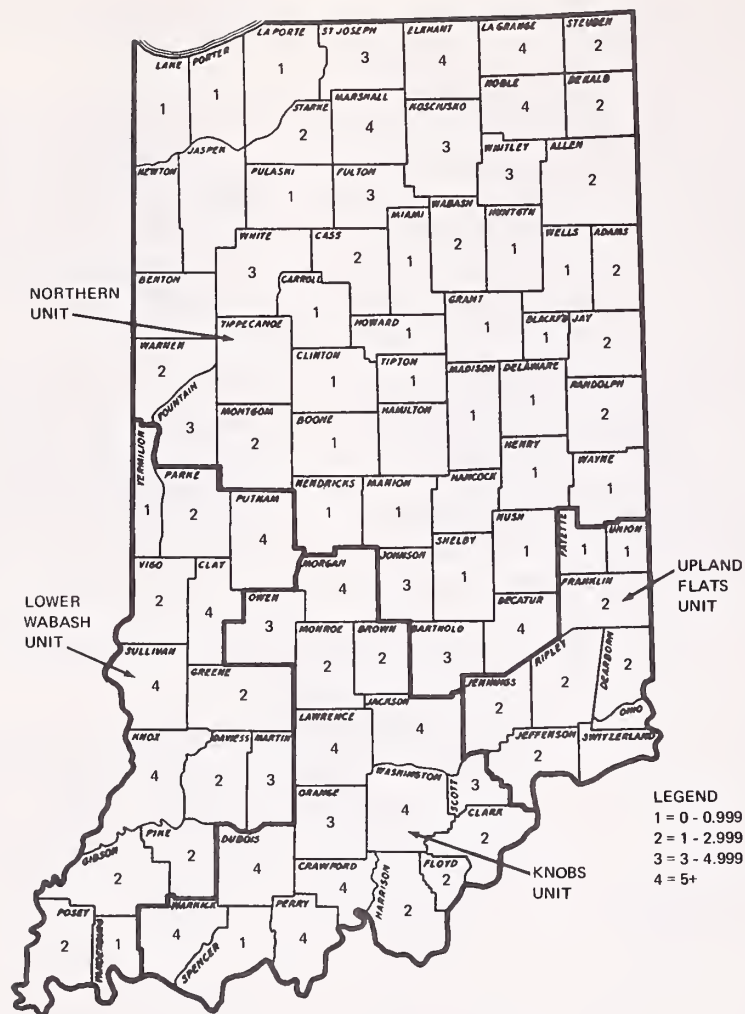 LAKE
1
PORTER
1
LA PORTE
1
ST JOSEPH
3
ELKHART
4
LA GRANGE
4
STEUBEN
2
STARKE
2
MARSHALL
4
KOSCIUSKO
3
NOBLE
4
DEKALB
2
NEWTON
JASPER
PULASKI
1
FULTON
3
WHITLEY
3
ALLEN
2
WHITE
3
CASS
2
MIAMI
1
WABASH
2
HUNTGTN
1
WELLS
1
ADAMS
2
BENTON
CARROLL
1
NORTHERN
UNIT
TIPPECANOE
HOWARD
1
GRANT
1
BLACKFD
1
JAY
2
WARREN
2
CLINTON
1
TIPTON
1
MADISON
1
DELAWARE
1
RANDOLPH
2
FOUNTAIN
3
MONTGOM
2
BOONE
1
HAMILTON
HENRY
1
WAYNE
1
VERMILION
1
PARKE
2
PUTNAM
4
HENDRICKS
1
MARION
1
HANCOCK
RUSH
1
FAYETTE
1
UNION
1
VIGO
2
CLAY
4
OWEN
3
MORGAN
4
JOHNSON
3
SHELBY
1
DECATUR
4
FRANKLIN
2
UPLAND
FLATS
UNIT
LOWER
WABASH
UNIT
SULLIVAN
4
GREENE
2
MONROE
2
BROWN
2
BARTHOLO
3
JENNINGS
2
RIPLEY
2
DEARBORN
2
OHIO
KNOX
4
DAVIESS
2
MARTIN
3
LAWRENCE
4
JACKSON
4
JEFFERSON
2
SWITZERLAND
ORANGE
3
WASHINGTON
4
SCOTT
3
CLARK
2
GIBSON
2
PIKE
2
DUBOIS
4
CRAWFORD
4
HARRISON
2
FLOYD
2
KNOBS
UNIT
POSEY
2
VANDERBURG
1
WARRICK
4
SPENCER
1
PERRY
4
LEGEND
1 = 0 - 0.999
2 = 1 - 2.999
3 = 3 - 4.999
4 = 5+